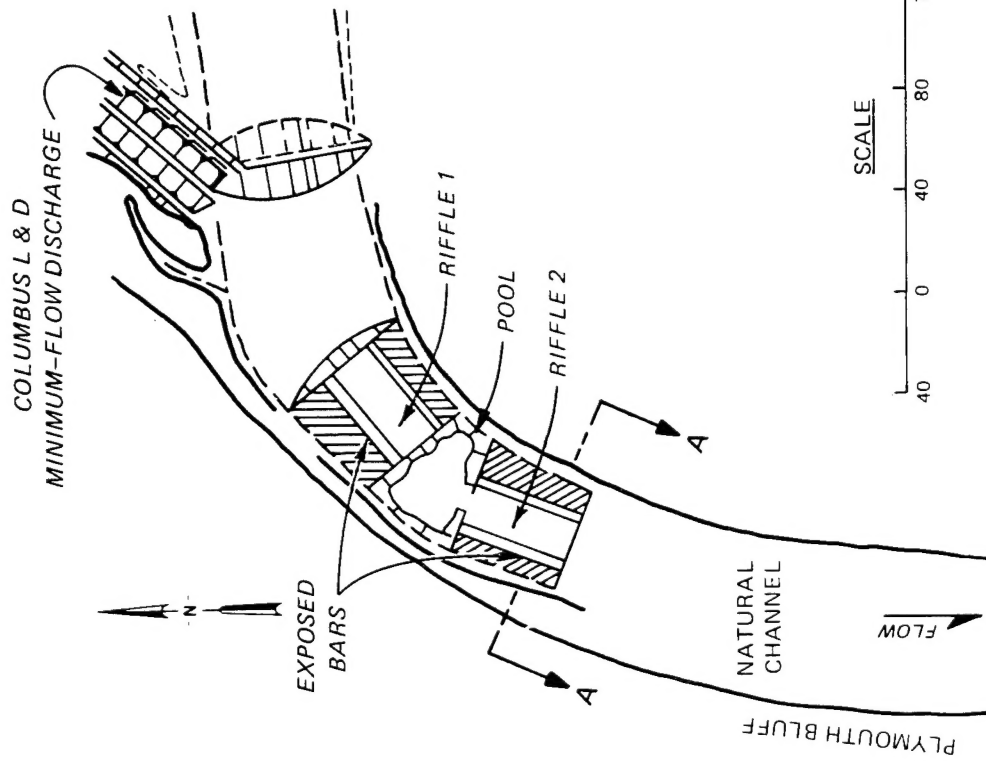 COLUMBUS L & D
MINIMUM-FLOW DISCHARGE
N
RIFFLE 1
POOL
RIFFLE 2
EXPOSED
BARS
A
A
NATURAL
CHANNEL
FLOW
PLYMOUTH BLUFF
SCALE
40 0 40 80